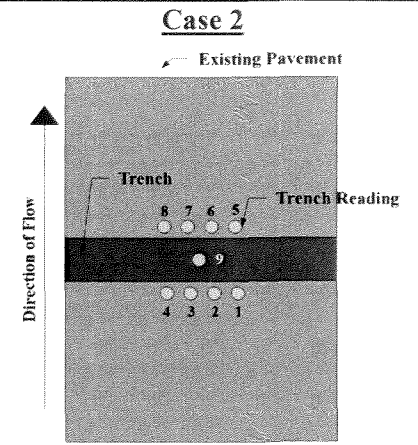 Case 2
Existing Pavement
Direction of Flow
Trench
Trench Reading
8 7 6 5
9
4 3 2 1